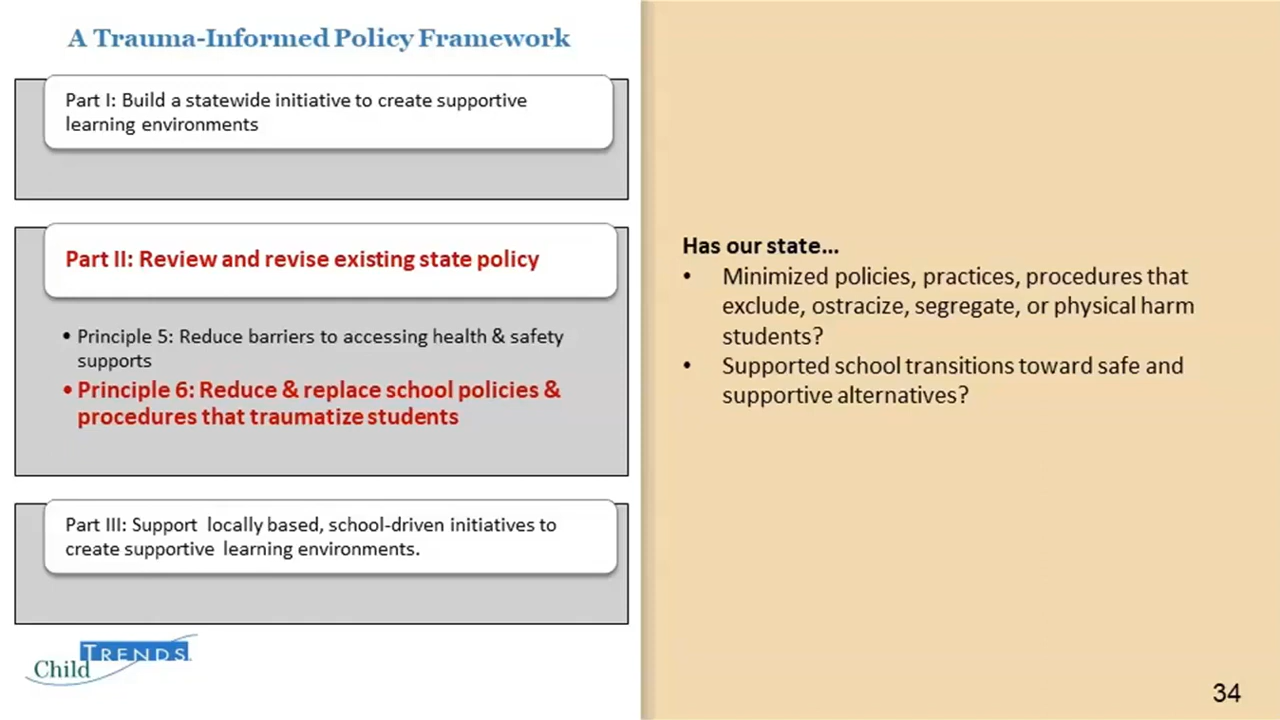 A Trauma-Informed Policy Framework
Part I: Build a statewide initiative to create supportive
learning environments
Part II: Review and revise existing state policy
• Principle 5: Reduce barriers to accessing health & safety
supports
• Principle 6: Reduce & replace school policies &
procedures that traumatize students
Part III: Support locally based, school-driven initiatives to
create supportive learning environments.
Child TRENDS
Has our state...
• Minimized policies, practices, procedures that
exclude, ostracize, segregate, or physical harm
students?
• Supported school transitions toward safe and
supportive alternatives?
34